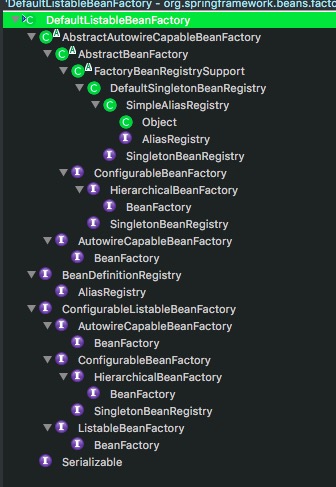 'DefaultListableBeanFactory' - org.springframework.beans.facto
DefaultListableBeanFactory
AbstractAutowireCapableBeanFactory
AbstractBeanFactory
FactoryBeanRegistrySupport
DefaultSingletonBeanRegistry
SimpleAliasRegistry
Object
AliasRegistry
SingletonBeanRegistry
ConfigurableBeanFactory
HierarchicalBeanFactory
BeanFactory
SingletonBeanRegistry
AutowireCapableBeanFactory
BeanFactory
BeanDefinitionRegistry
AliasRegistry
ConfigurableListableBeanFactory
AutowireCapableBeanFactory
BeanFactory
ConfigurableBeanFactory
HierarchicalBeanFactory
BeanFactory
SingletonBeanRegistry
ListableBeanFactory
BeanFactory
Serializable